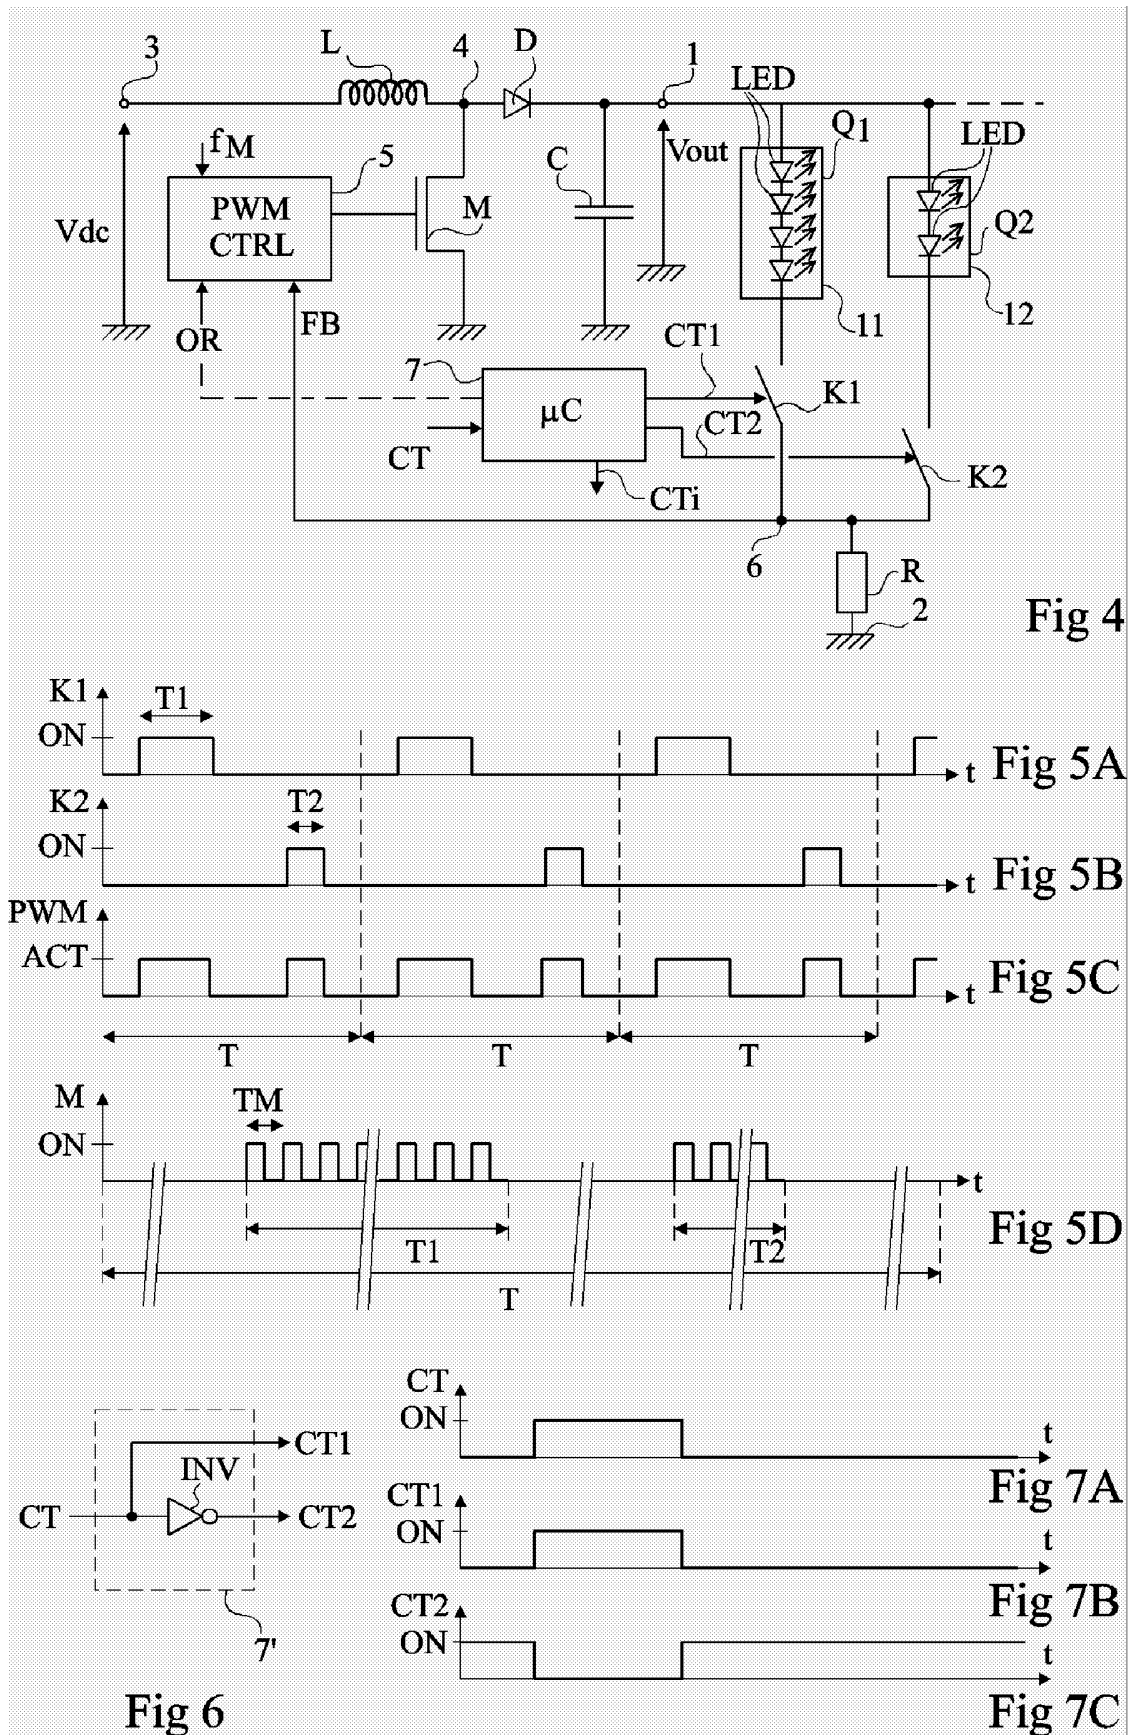 L
D
3
4
1
LED
Q1
LED
fM
5
Vout
C
PWM
CTRL
M
Vdc
Q2
OR
FB
11
12
7
CT1
µC
K1
CT2
CT
K2
CTi
6
R
2
Fig 4
K1
T1
ON
t
Fig 5A
K2
T2
ON
t
Fig 5B
PWM
ACT
t
Fig 5C
T
T
T
M
TM
ON
t
Fig 5D
T1
T2
T
CT
ON
t
Fig 7A
CT1
INV
CT
CT2
7'
Fig 6
CT1
ON
t
Fig 7B
CT2
ON
t
Fig 7C